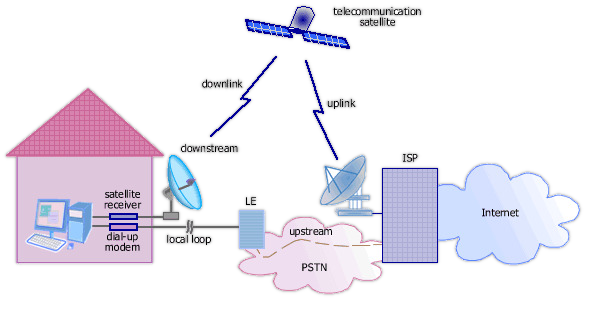 telecommunication
satellite
downlink
uplink
downstream
ISP
satellite
receiver
LE
dial-up
modem
local loop
upstream
Internet
PSTN